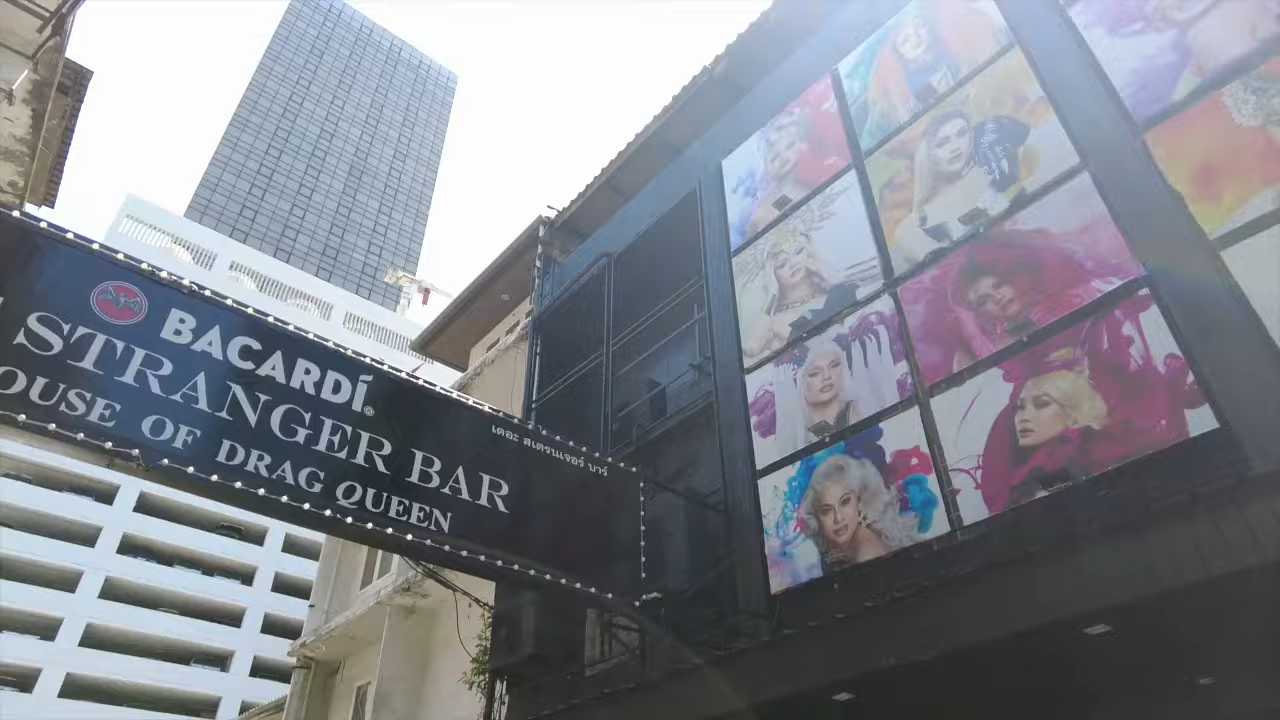 BACARDÍ®
STRANGER BAR
OUSE OF DRAG QUEEN
เดอะ สเตรนเจอร์ บาร์